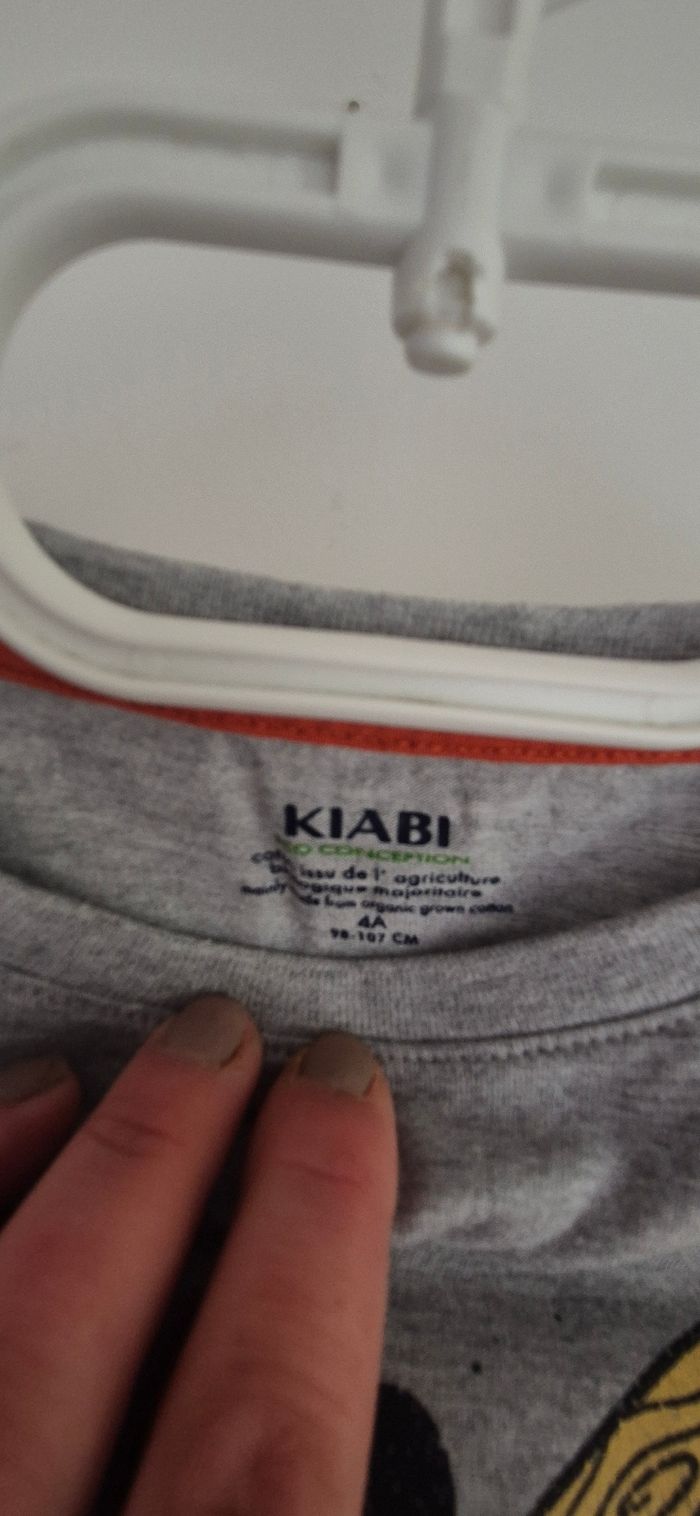 KIABI
CONCEPTION
issu de l' agriculture
majoritaire
from organic grown cotton
4A
98-107 CM